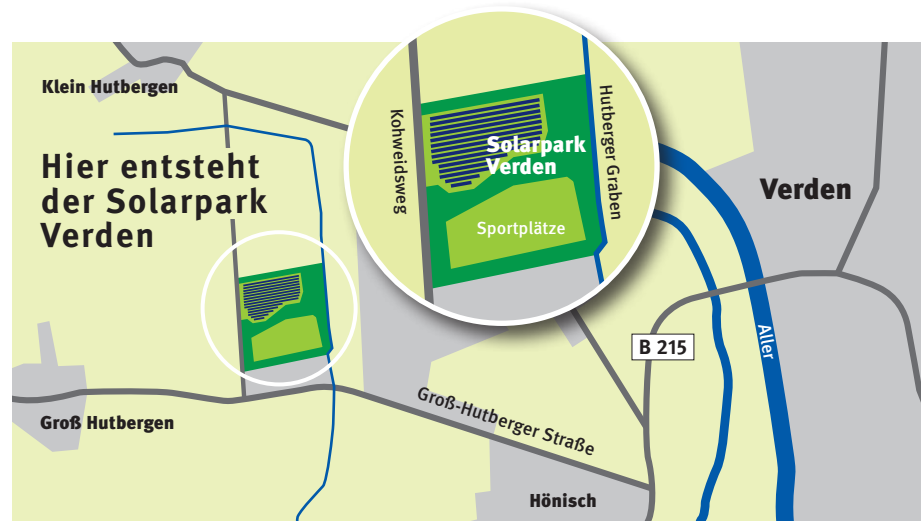 Klein Hutbergen
Hier entsteht
der Solarpark
Verden
Kohweidsweg
Solarpark
Verden
Sportplätze
Hutberger Graben
Verden
B 215
Aller
Groß-Hutberger Straße
Groß Hutbergen
Hönisch